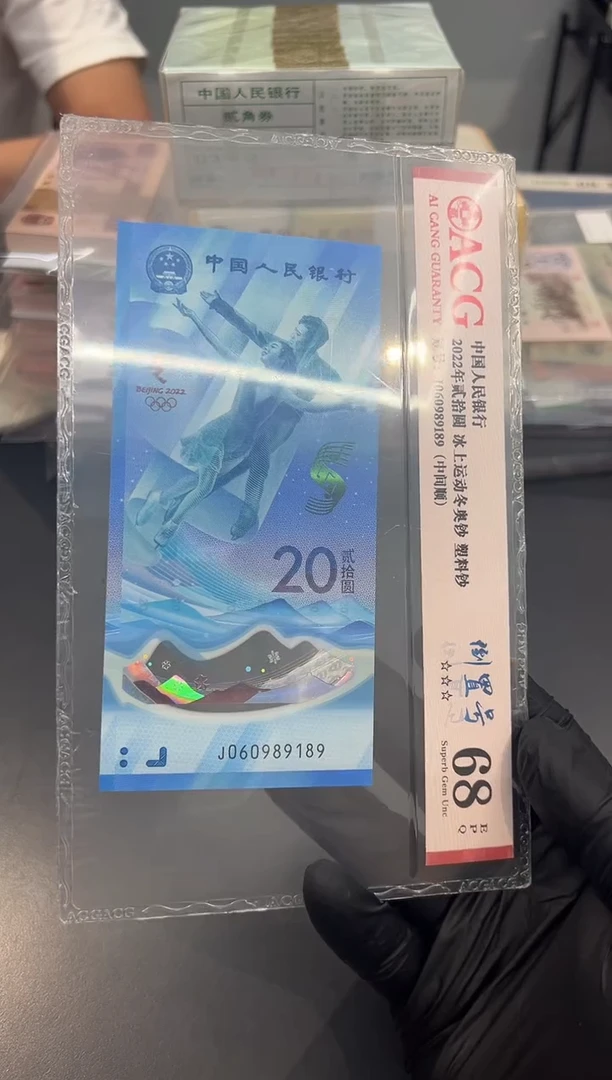 中国人民银行
贰角券
中国人民银行
BEIJING 2022
20
贰拾圆
J060989189
ACG
AI CANG GUARANTY
中国人民银行
2022年贰拾圆 冰上运动冬奥钞 塑料钞
J060989189 (中间顺)
倒置号
☆☆☆
68
EPQ
Superb Gem Unc
ACGACG